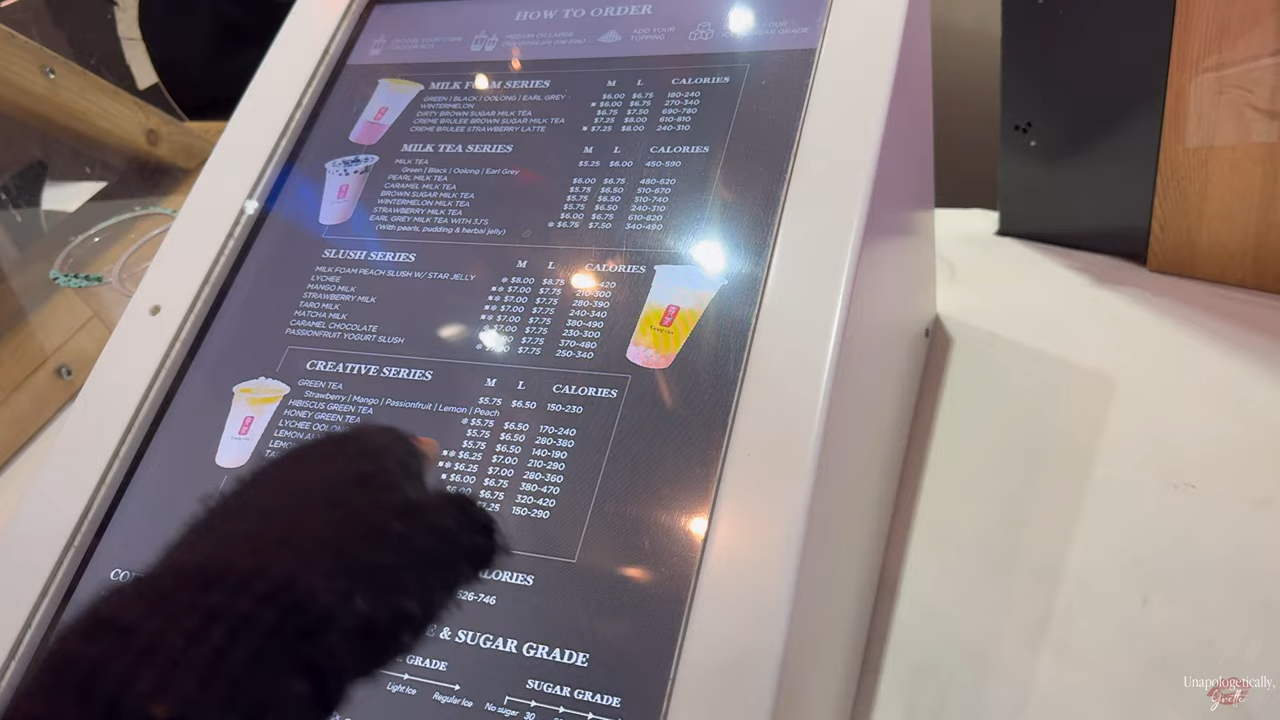 HOW TO ORDER
MEDIUM OR LARGE
ADD YOUR
TOPPING
MILK FOAM SERIES M L CALORIES
GREEN | BLACK | OOLONG | EARL GREY $6.00 $6.75 180-240
WINTERMELON $6.00 $6.75 270-340
DIRTY BROWN SUGAR MILK TEA $6.75 $7.50 690-780
CREME BRULEE BROWN SUGAR MILK TEA $7.25 $8.00 610-810
CREME BRULEE STRAWBERRY LATTE $7.25 $8.00 240-310
MILK TEA SERIES M L CALORIES
MILK TEA $5.25 $6.00 450-590
Green | Black | Oolong | Earl Grey
PEARL MILK TEA $6.00 $6.75 480-620
CARAMEL MILK TEA $5.75 $6.50 510-670
BROWN SUGAR MILK TEA $5.75 $6.50 510-740
WINTERMELON MILK TEA $5.75 $6.50 240-310
STRAWBERRY MILK TEA $6.00 $6.75 610-820
EARL GREY MILK TEA WITH 3J'S $6.75 $7.50 340-490
(With pearls, pudding & herbal jelly)
SLUSH SERIES M L CALORIES
MILK FOAM PEACH SLUSH W/ STAR JELLY $8.00 $8.75 420
LYCHEE $7.00 $7.75 210-300
MANGO MILK $7.00 $7.75 280-390
STRAWBERRY MILK $7.00 $7.75 240-340
TARO MILK $7.00 $7.75 380-490
MATCHA MILK $7.00 $7.75 230-300
CARAMEL CHOCOLATE $7.00 $7.75 370-480
PASSIONFRUIT YOGURT SLUSH $7.75 250-340
CREATIVE SERIES M L CALORIES
GREEN TEA $5.75 $6.50 150-230
Strawberry | Mango | Passionfruit | Lemon | Peach
HIBISCUS GREEN TEA $5.75 $6.50 170-240
HONEY GREEN TEA $5.75 $6.50 280-380
LYCHEE OOLONG $5.75 $6.50 140-190
LEMON $6.25 $7.00 210-290
$6.25 $7.00 280-360
$6.00 $6.75 380-470
$6.75 320-420
150-290
CALORIES
526-746
& SUGAR GRADE
GRADE
SUGAR GRADE
Light Ice Regular Ice No sugar 30
Unapologetically,
Yvette